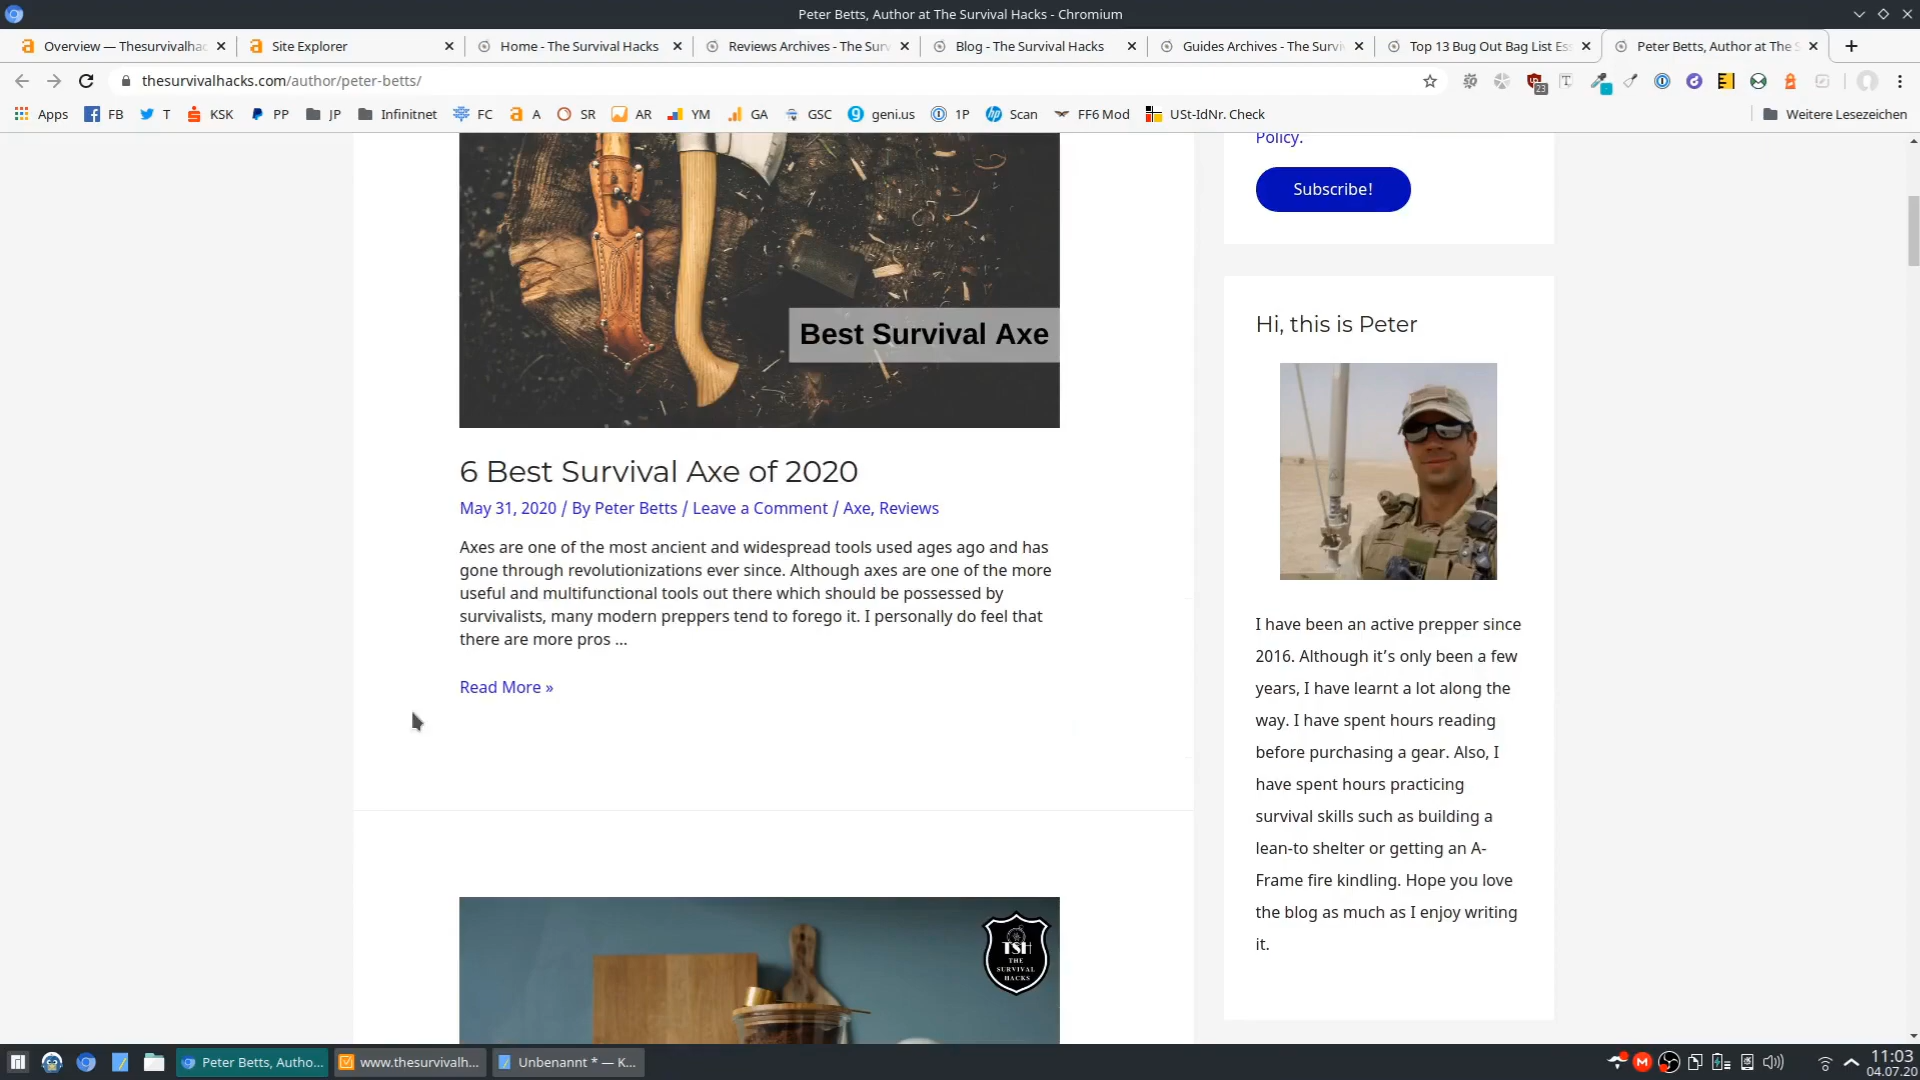 Peter Betts, Author at The Survival Hacks - Chromium
Overview — Thesurvivalhac
Site Explorer
Home - The Survival Hacks
Reviews Archives - The Surv
Blog - The Survival Hacks
Guides Archives - The Surviv
Top 13 Bug Out Bag List Ess
Peter Betts, Author at The S
thesurvivalhacks.com/author/peter-betts/
23
Apps
FB
T
KSK
PP
JP
Infinitnet
FC
A
SR
AR
YM
GA
GSC
geni.us
1P
Scan
FF6 Mod
USt-IdNr. Check
Weitere Lesezeichen
Policy.
Subscribe!
Best Survival Axe
Hi, this is Peter
6 Best Survival Axe of 2020
May 31, 2020 / By Peter Betts / Leave a Comment / Axe, Reviews
Axes are one of the most ancient and widespread tools used ages ago and has
gone through revolutionizations ever since. Although axes are one of the more
useful and multifunctional tools out there which should be possessed by
survivalists, many modern preppers tend to forego it. I personally do feel that
there are more pros ...
Read More »
I have been an active prepper since
2016. Although it’s only been a few
years, I have learnt a lot along the
way. I have spent hours reading
before purchasing a gear. Also, I
have spent hours practicing
survival skills such as building a
lean-to shelter or getting an A-
Frame fire kindling. Hope you love
the blog as much as I enjoy writing
it.
TSH
THE
SURVIVAL
HACKS
Peter Betts, Autho...
www.thesurvivalh...
Unbenannt * — K...
11:03
04.07.20